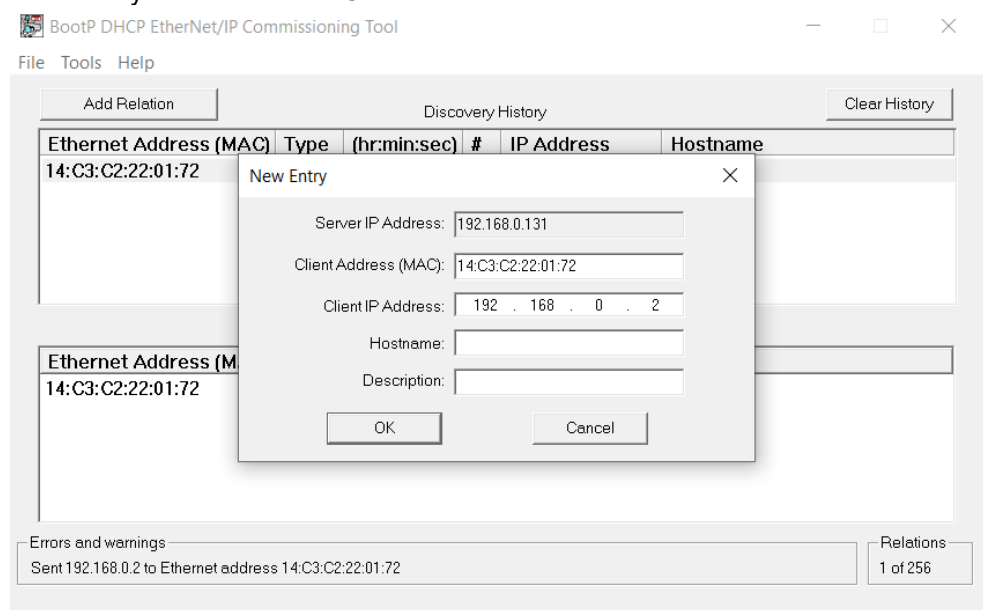 BootP DHCP EtherNet/IP Commissioning Tool
File Tools Help
Add Relation Discovery History Clear History
Ethernet Address (MAC) Type (hr:min:sec) # IP Address Hostname
14:C3:C2:22:01:72
New Entry
Server IP Address: 192.168.0.131
Client Address (MAC): 14:C3:C2:22:01:72
Client IP Address: 192 . 168 . 0 . 2
Hostname:
Description:
OK Cancel
Ethernet Address (M
14:C3:C2:22:01:72
Errors and warnings
Sent 192.168.0.2 to Ethernet address 14:C3:C2:22:01:72
Relations
1 of 256